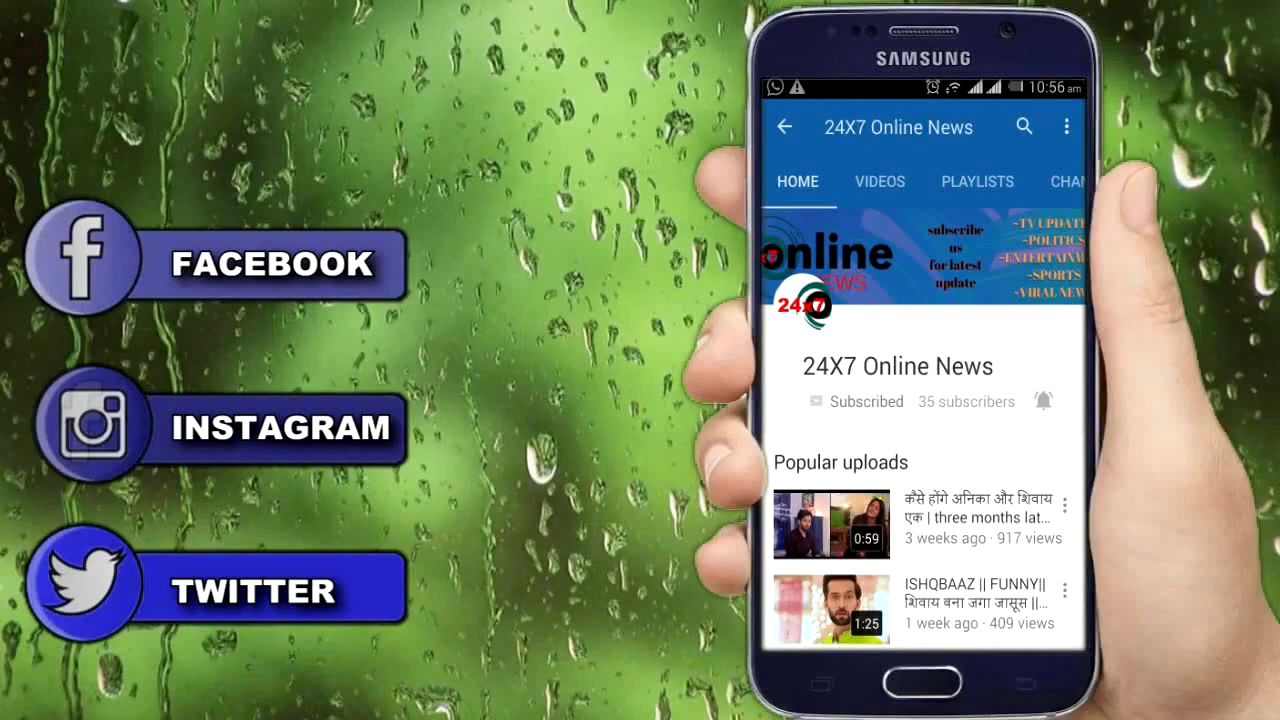 FACEBOOK
INSTAGRAM
TWITTER
SAMSUNG
10:56 am
24X7 Online News
HOME VIDEOS PLAYLISTS CHAN
online
NEWS
subscribe
us
for latest
update
~TV UPDATE
~POLITICS
~ENTERTAINM
~SPORTS
~VIRAL NEW
24x7
24X7 Online News
Subscribed 35 subscribers
Popular uploads
0:59
कैसे होंगे अनिका और शिवाय
एक | three months lat...
3 weeks ago · 917 views
1:25
ISHQBAAZ || FUNNY||
शिवाय बना जगा जासूस ||...
1 week ago · 409 views